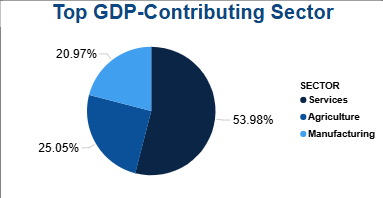 Top GDP-Contributing Sector
20.97%
SECTOR
Services
53.98%
Agriculture
Manufacturing
25.05%